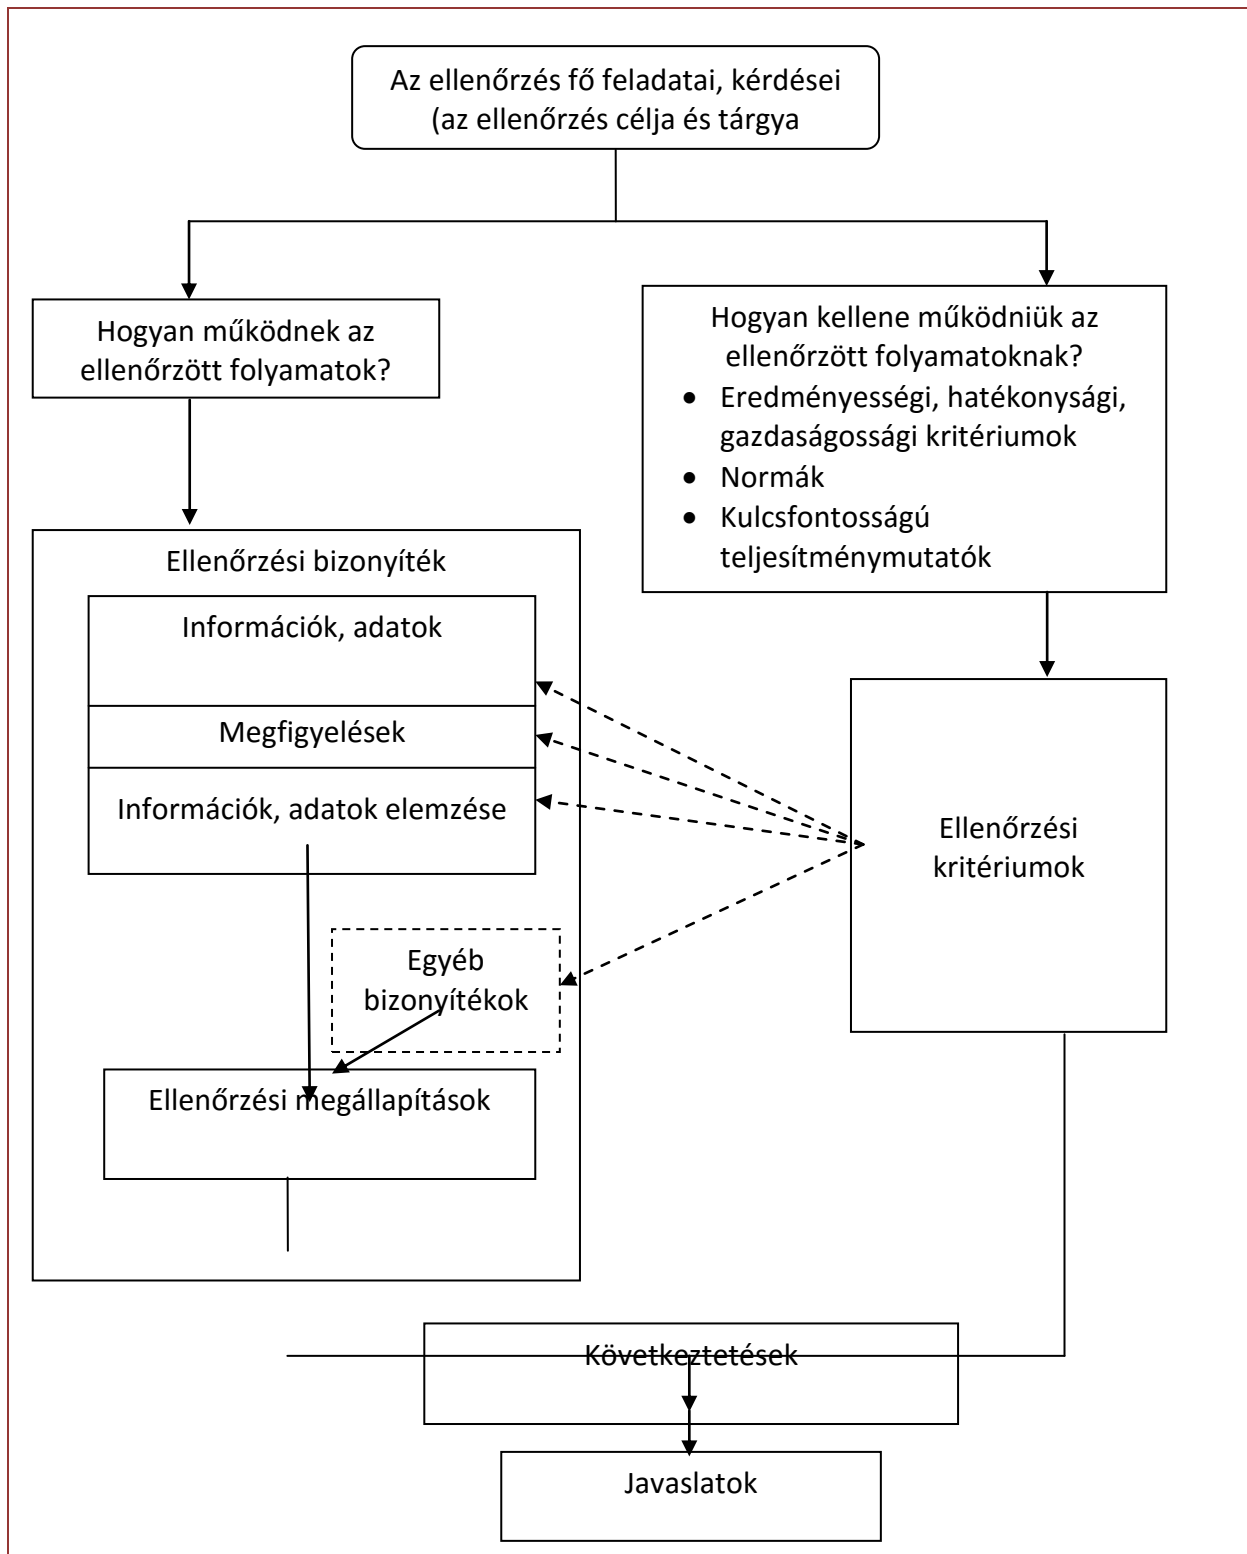 Az ellenőrzés fő feladatai, kérdései
(az ellenőrzés célja és tárgya
Hogyan működnek az
ellenőrzött folyamatok?
Hogyan kellene működniük az
ellenőrzött folyamatoknak?
• Eredményességi, hatékonysági,
gazdaságossági kritériumok
• Normák
• Kulcsfontosságú
teljesítménymutatók
Ellenőrzési bizonyíték
Információk, adatok
Megfigyelések
Információk, adatok elemzése
Ellenőrzési
kritériumok
Egyéb
bizonyítékok
Ellenőrzési megállapítások
Következtetések
Javaslatok